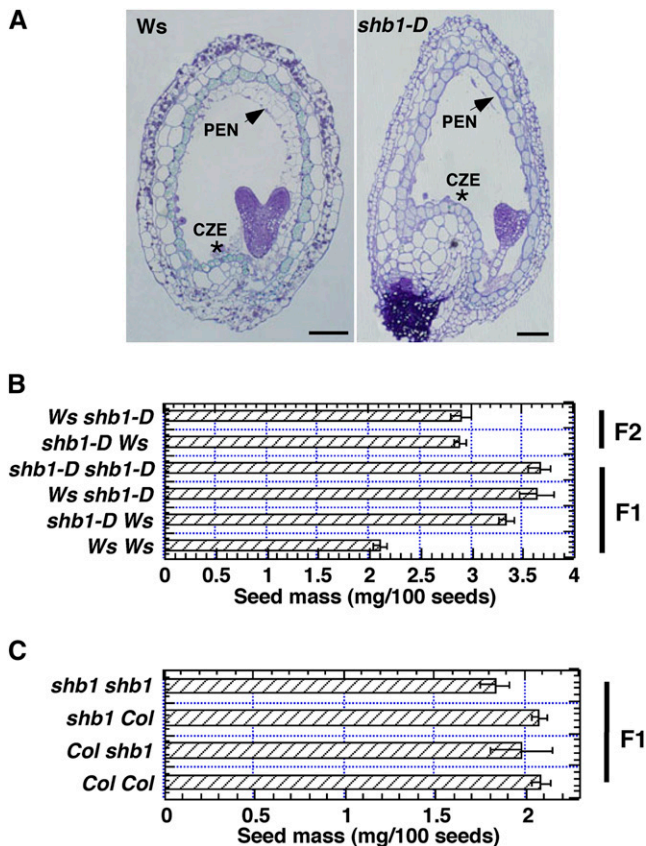 A
Ws
shb1-D
PEN
PEN
CZE
*
CZE
*
B
Ws shb1-D
shb1-D Ws
shb1-D shb1-D
Ws shb1-D
shb1-D Ws
Ws Ws
F2
F1
0 0.5 1 1.5 2 2.5 3 3.5 4
Seed mass (mg/100 seeds)
C
shb1 shb1
shb1 Col
Col shb1
Col Col
F1
0 0.5 1 1.5 2
Seed mass (mg/100 seeds)